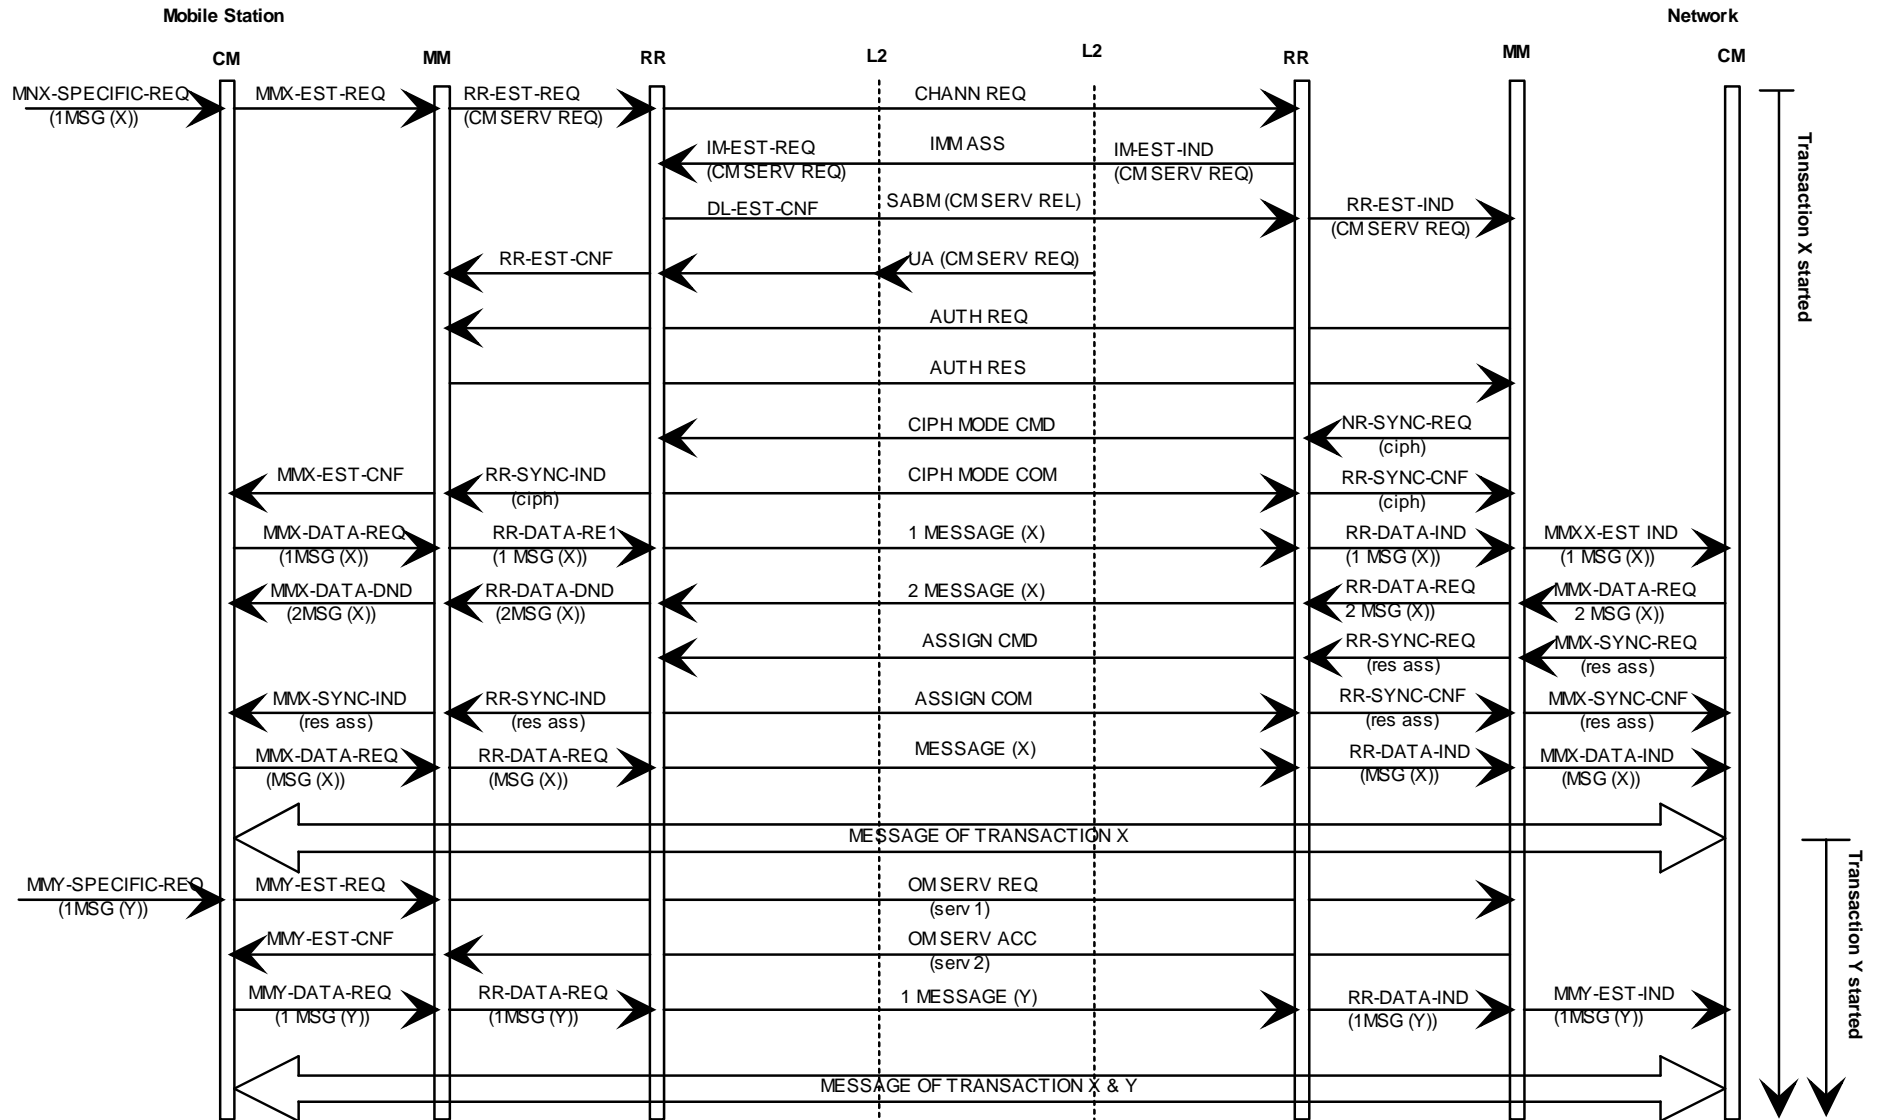 Mobile Station
Network
CM
MM
RR
L2
L2
RR
MM
CM
MNX-SPECIFIC-REQ
(1MSG (X))
MMX-EST-REQ
RR-EST-REQ
(CM SERV REQ)
CHANN REQ
IM-EST-REQ
(CM SERV REQ)
IMM ASS
IM-EST-IND
(CM SERV REQ)
DL-EST-CNF
SABM (CM SERV REL)
RR-EST-IND
(CM SERV REQ)
RR-EST-CNF
UA (CM SERV REQ)
AUTH REQ
AUTH RES
CIPH MODE CMD
NR-SYNC-REQ
(ciph)
MMX-EST-CNF
RR-SYNC-IND
(ciph)
CIPH MODE COM
RR-SYNC-CNF
(ciph)
MMX-DATA-REQ
(1MSG (X))
RR-DATA-RE1
(1 MSG (X))
1 MESSAGE (X)
RR-DATA-IND
(1 MSG (X))
MMXX-EST IND
(1 MSG (X))
MMX-DATA-DND
(2MSG (X))
RR-DATA-DND
(2MSG (X))
2 MESSAGE (X)
RR-DATA-REQ
2 MSG (X))
MMX-DATA-REQ
2 MSG (X))
ASSIGN CMD
RR-SYNC-REQ
(res ass)
MMX-SYNC-REQ
(res ass)
MMX-SYNC-IND
(res ass)
RR-SYNC-IND
(res ass)
ASSIGN COM
RR-SYNC-CNF
(res ass)
MMX-SYNC-CNF
(res ass)
MMX-DATA-REQ
(MSG (X))
RR-DATA-REQ
(MSG (X))
MESSAGE (X)
RR-DATA-IND
(MSG (X))
MMX-DATA-IND
(MSG (X))
MESSAGE OF TRANSACTION X
MMY-SPECIFIC-REQ
(1MSG (Y))
MMY-EST-REQ
OM SERV REQ
(serv 1)
MMY-EST-CNF
OM SERV ACC
(serv 2)
MMY-DATA-REQ
(1 MSG (Y))
RR-DATA-REQ
(1MSG (Y))
1 MESSAGE (Y)
RR-DATA-IND
(1MSG (Y))
MMY-EST-IND
(1MSG (Y))
MESSAGE OF TRANSACTION X & Y
Transaction X started
Transaction Y started